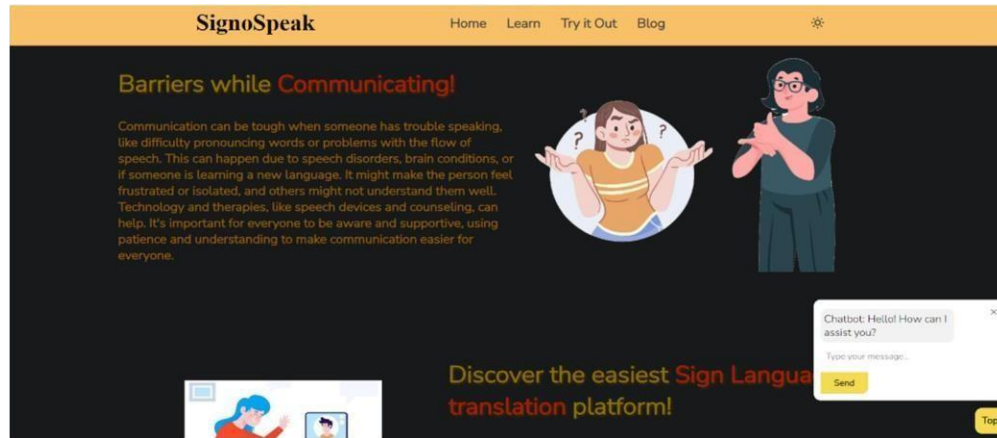 SignoSpeak
Home Learn Try it Out Blog
Barriers while Communicating!
Communication can be tough when someone has trouble speaking,
like difficulty pronouncing words or problems with the flow of
speech. This can happen due to speech disorders, brain conditions, or
if someone is learning a new language. It might make the person feel
frustrated or isolated, and others might not understand them well.
Technology and therapies, like speech devices and counseling, can
help. It's important for everyone to be aware and supportive, using
patience and understanding to make communication easier for
everyone.
? ? ?
Chatbot: Hello! How can I
assist you?
Type your message...
Send
Discover the easiest Sign Langua
translation platform!
Top